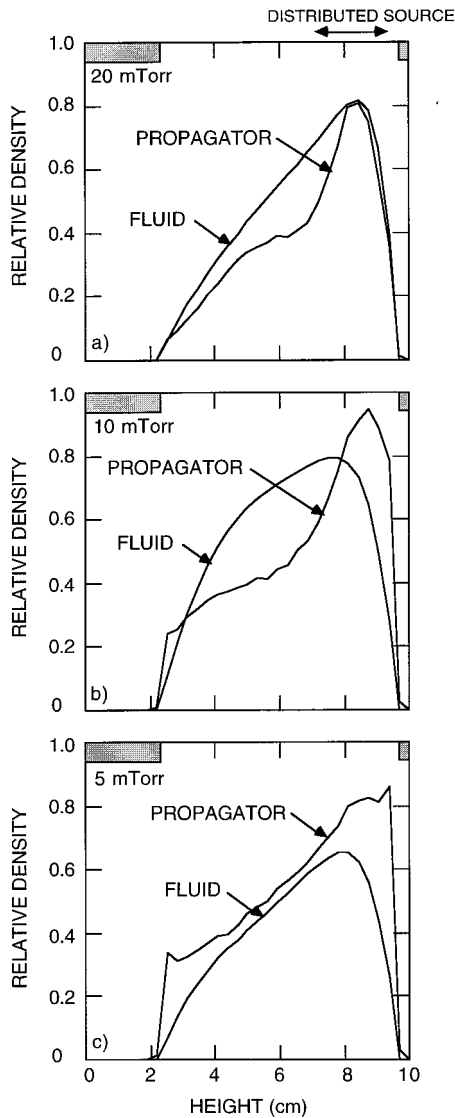 DISTRIBUTED SOURCE
1.0
20 mTorr
0.8
PROPAGATOR
0.6
FLUID
0.4
0.2
a)
0
RELATIVE DENSITY
1.0
10 mTorr
0.8
PROPAGATOR
0.6
FLUID
0.4
0.2
b)
0
RELATIVE DENSITY
1.0
5 mTorr
0.8
PROPAGATOR
0.6
FLUID
0.4
0.2
c)
0
RELATIVE DENSITY
0 2 4 6 8 10
HEIGHT (cm)